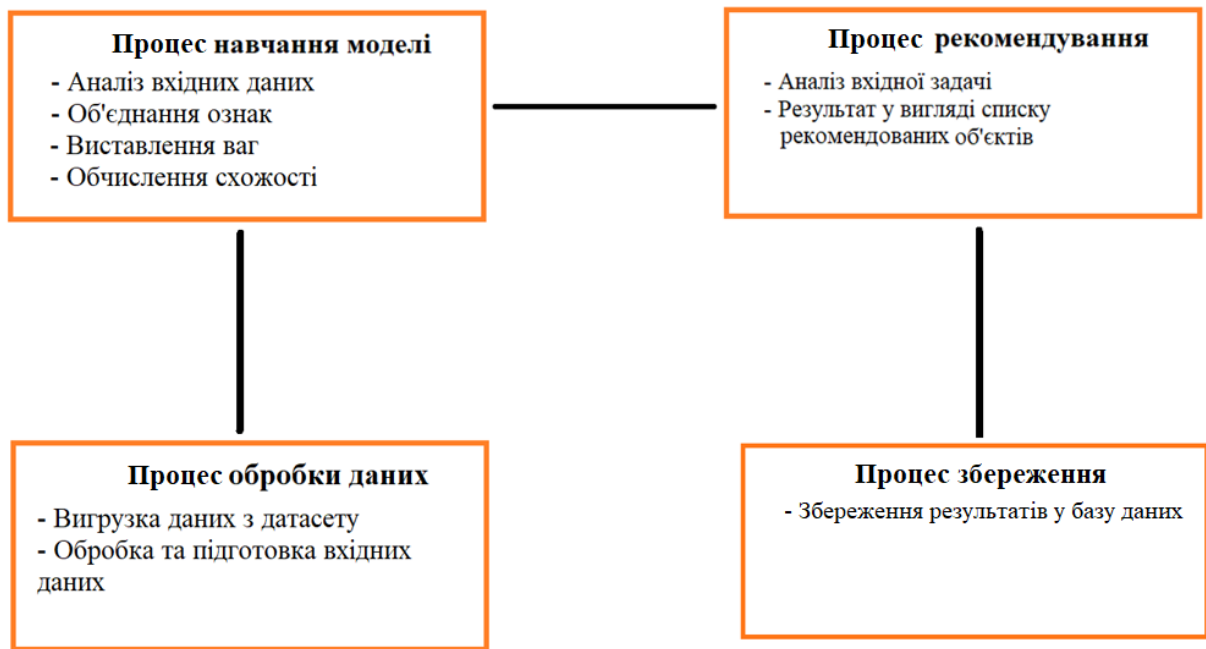 Процес навчання моделі
- Аналіз вхідних даних
- Об'єднання ознак
- Виставлення ваг
- Обчислення схожості
Процес рекомендування
- Аналіз вхідної задачі
- Результат у вигляді списку
рекомендованих об'єктів
Процес обробки даних
- Вигрузка даних з датасету
- Обробка та підготовка вхідних
даних
Процес збереження
- Збереження результатів у базу даних